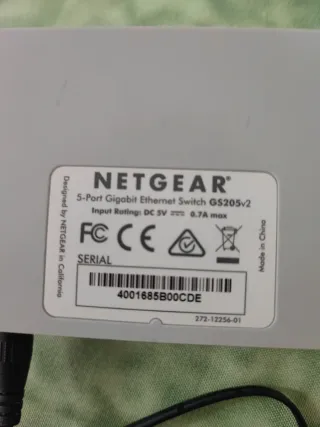 NETGEAR®
5-Port Gigabit Ethernet Switch GS205v2
Input Rating: DC 5V ⎓ 0.7A max
Designed by NETGEAR
in California
Made in China
FC CE
SERIAL
4001685B00CDE
272-12256-01